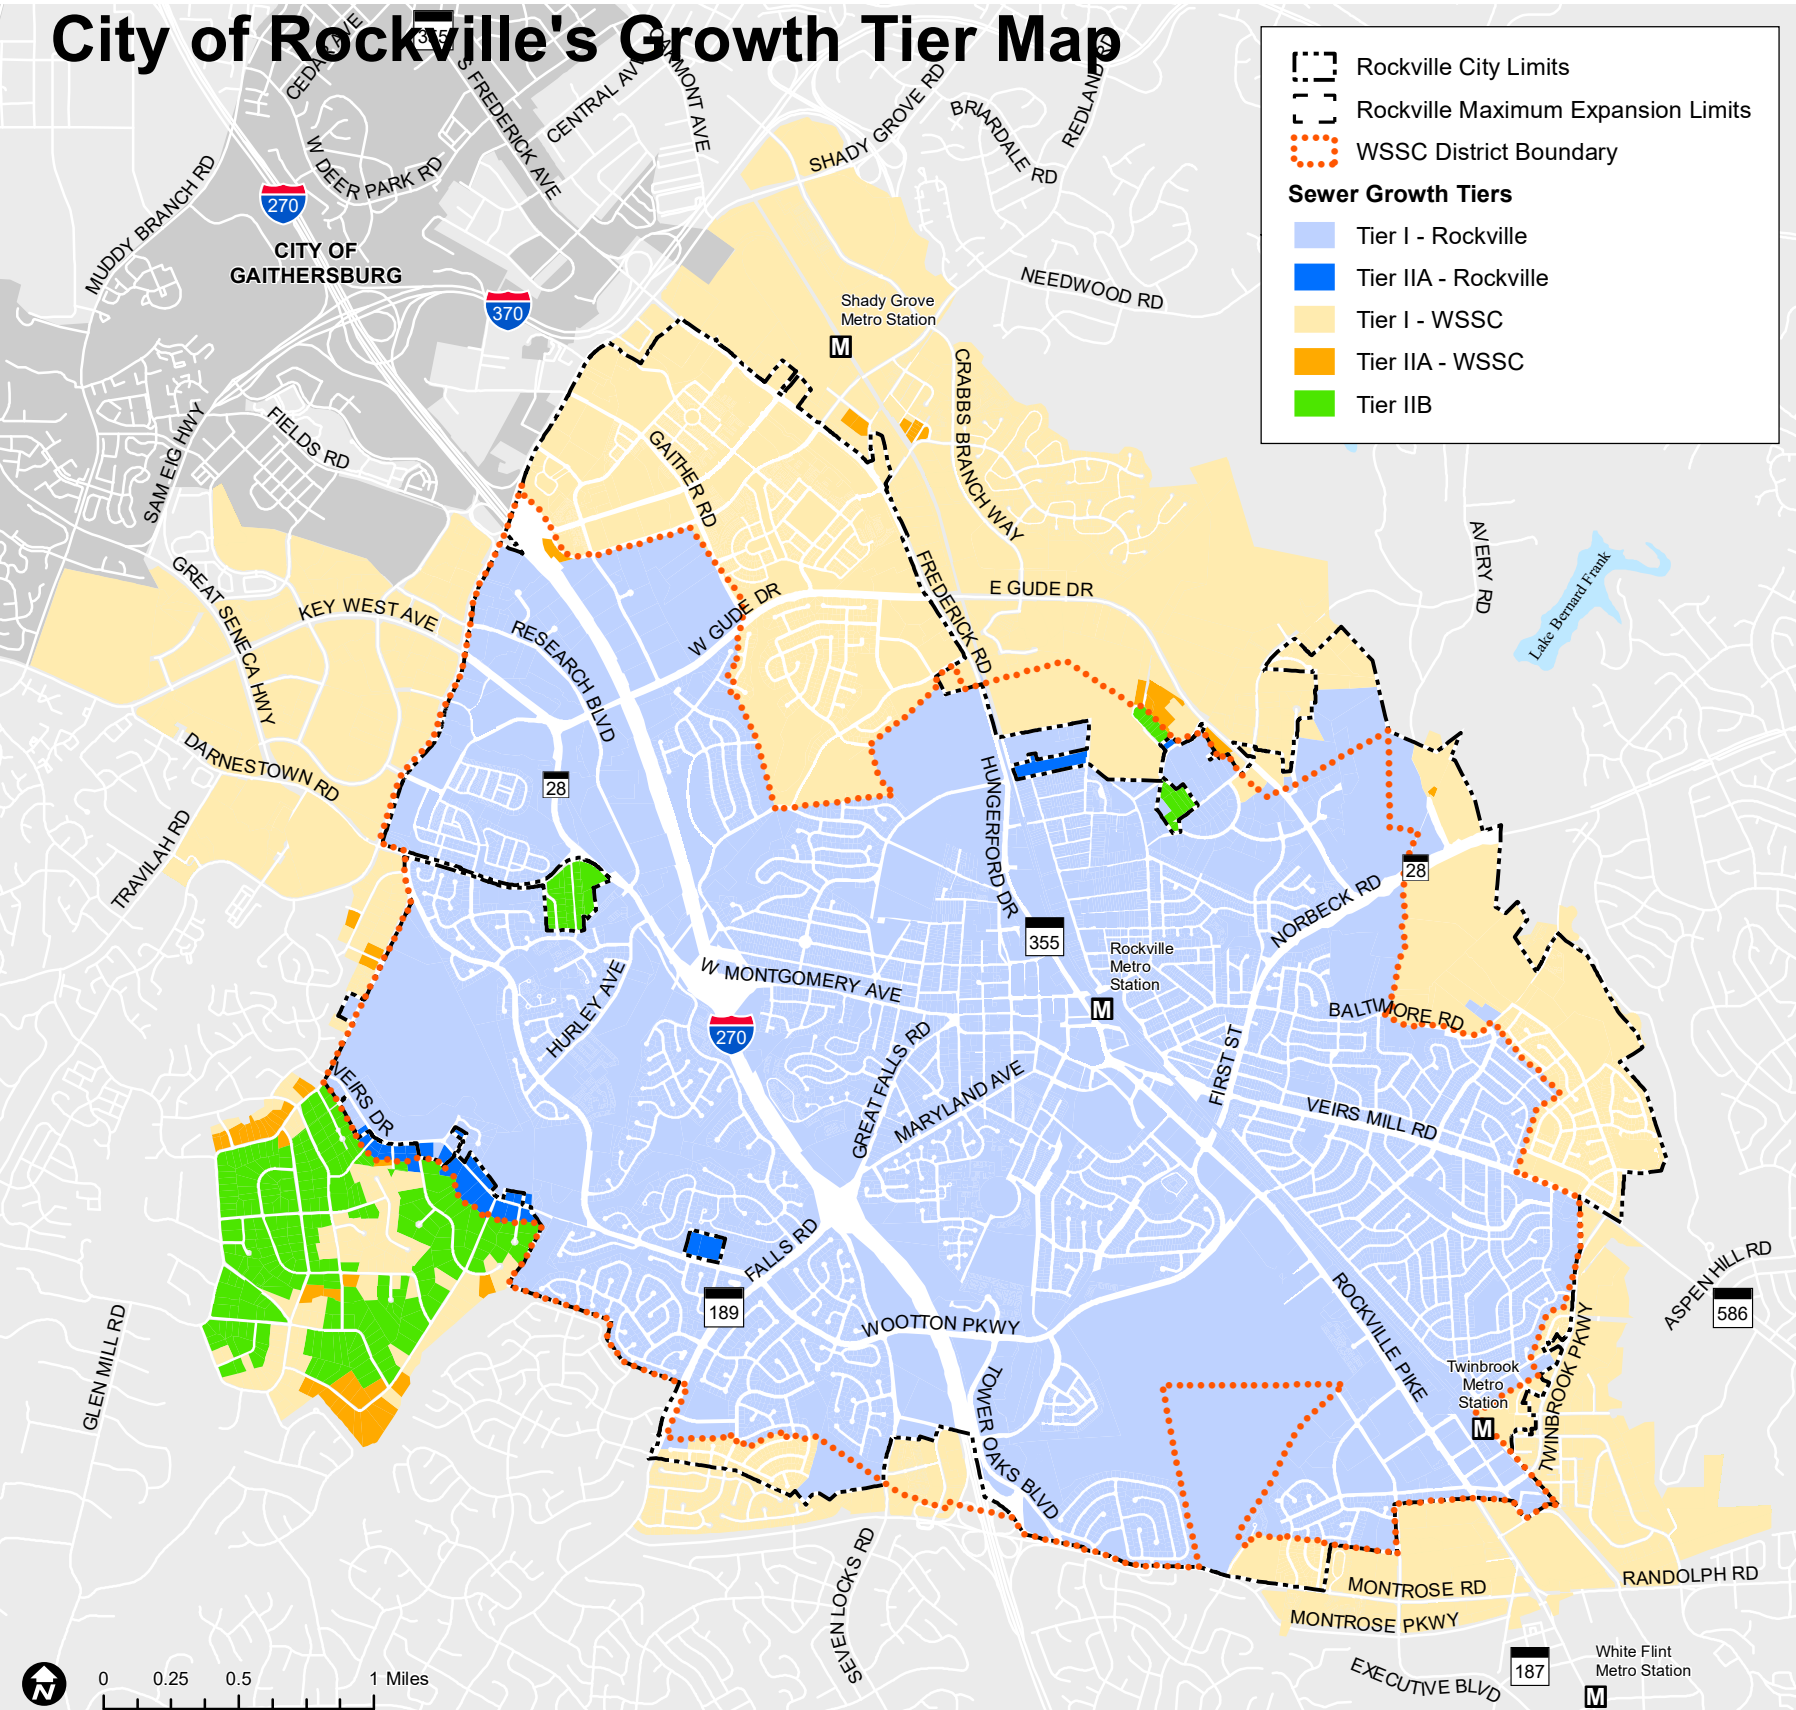 City of Rockville's Growth Tier Map
Rockville City Limits
Rockville Maximum Expansion Limits
WSSC District Boundary
Sewer Growth Tiers
Tier I - Rockville
Tier IIA - Rockville
Tier I - WSSC
Tier IIA - WSSC
Tier IIB
CEDAR AVE
355
S FREDERICK AVE
CENTRAL AVE
OAKMONT AVE
SHADY GROVE RD
BRIARDALE RD
REDLAND RD
W DEER PARK RD
MUDDY BRANCH RD
270
CITY OF
GAITHERSBURG
370
NEEDWOOD RD
Shady Grove
Metro Station
M
CRABBS BRANCH WAY
SAM EIG HWY
FIELDS RD
GAITHER RD
AVERY RD
Lake Bernard Frank
GREAT SENECA HWY
KEY WEST AVE
RESEARCH BLVD
W GUDE DR
FREDERICK RD
E GUDE DR
DARNESTOWN RD
28
TRAVILAH RD
HUNGERFORD DR
28
NORBECK RD
355
Rockville
Metro
Station
M
W MONTGOMERY AVE
HURLEY AVE
270
BALTIMORE RD
GREAT FALLS RD
MARYLAND AVE
FIRST ST
VEIRS MILL RD
VEIRS DR
FALLS RD
189
WOOTTON PKWY
ROCKVILLE PIKE
ASPEN HILL RD
586
GLEN MILL RD
TOWER OAKS BLVD
Twinbrook
Metro
Station
M
TWINBROOK PKWY
SEVEN LOCKS RD
MONTROSE RD
RANDOLPH RD
MONTROSE PKWY
EXECUTIVE BLVD
187
White Flint
Metro Station
M
N
0 0.25 0.5 1 Miles